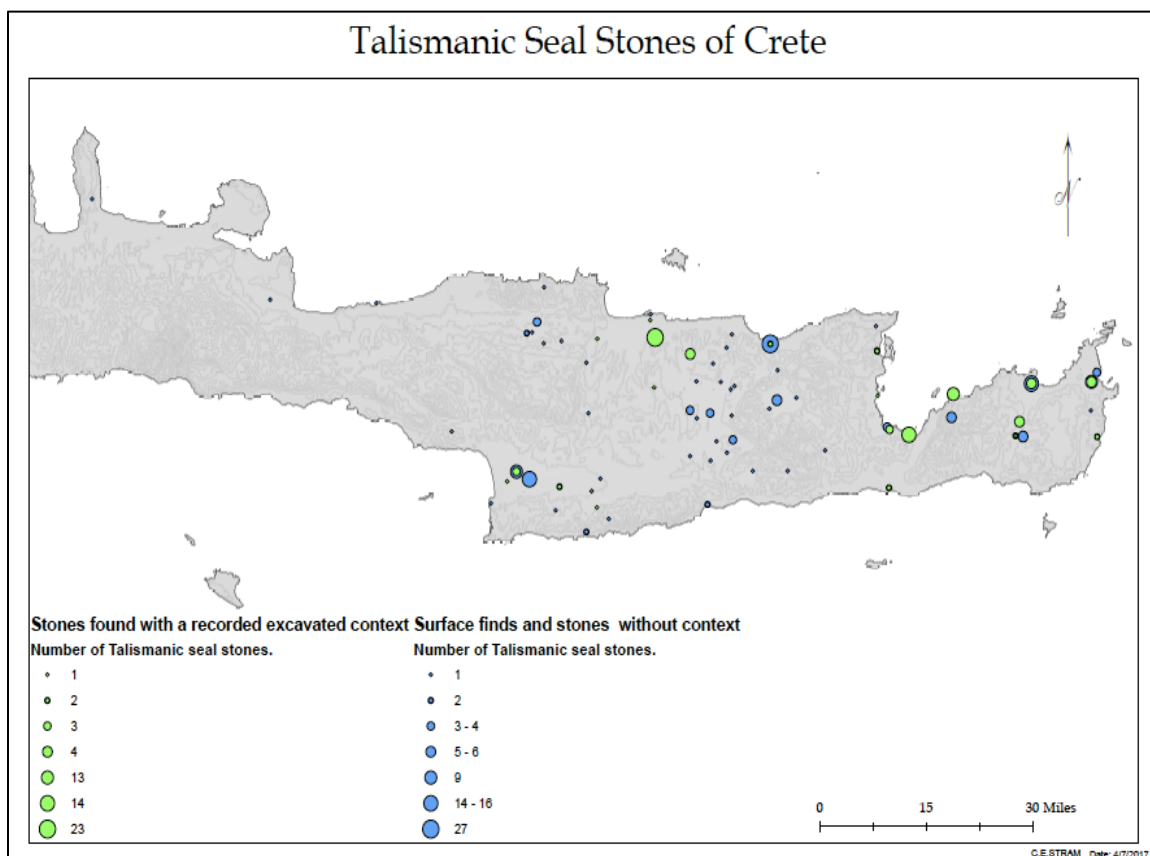 Talismanic Seal Stones of Crete
N
Stones found with a recorded excavated context Surface finds and stones without context
Number of Talismanic seal stones. Number of Talismanic seal stones.
1 1
2 2
3 3 - 4
4 5 - 6
13 9
14 14 - 16
23 27
0 15 30 Miles
C.E.STRAM Date: 4/7/2017